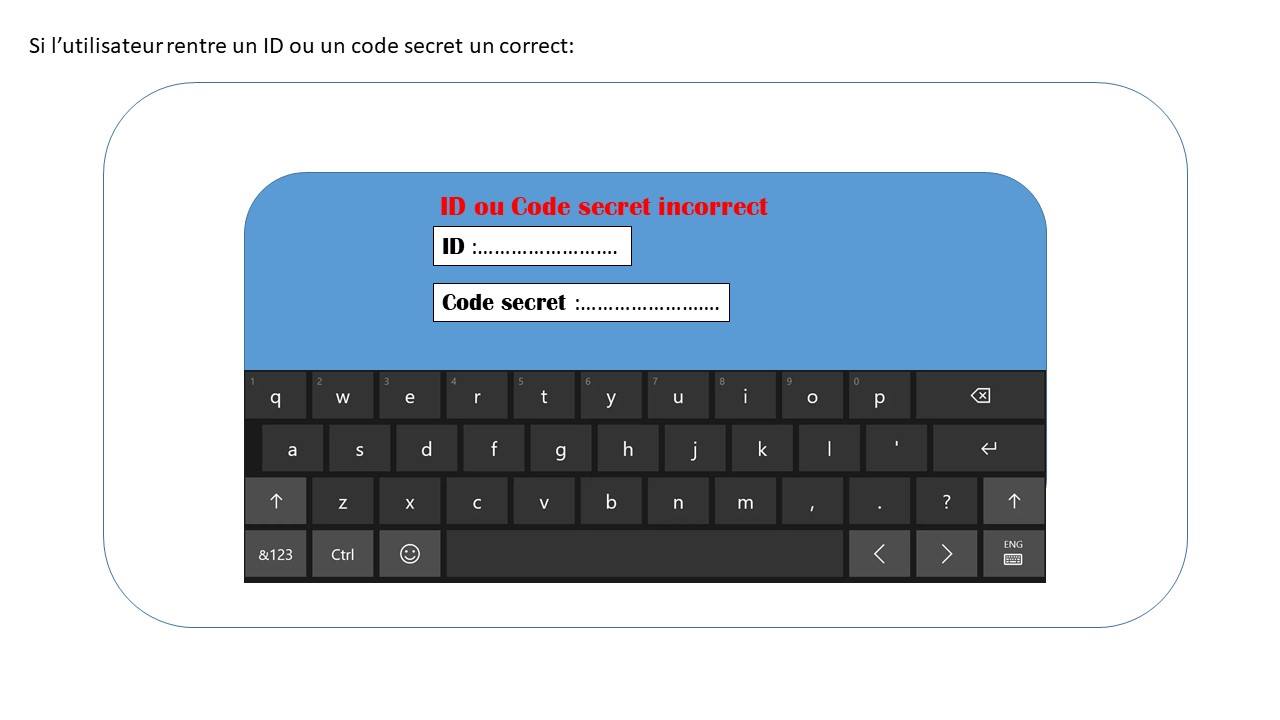 Si l’utilisateur rentre un ID ou un code secret un correct:
ID ou Code secret incorrect
ID :…………………….
Code secret :…………………….
1 q 2 w 3 e 4 r 5 t 6 y 7 u 8 i 9 o 0 p
a s d f g h j k l '
z x c v b n m , . ?
&123 Ctrl ENG